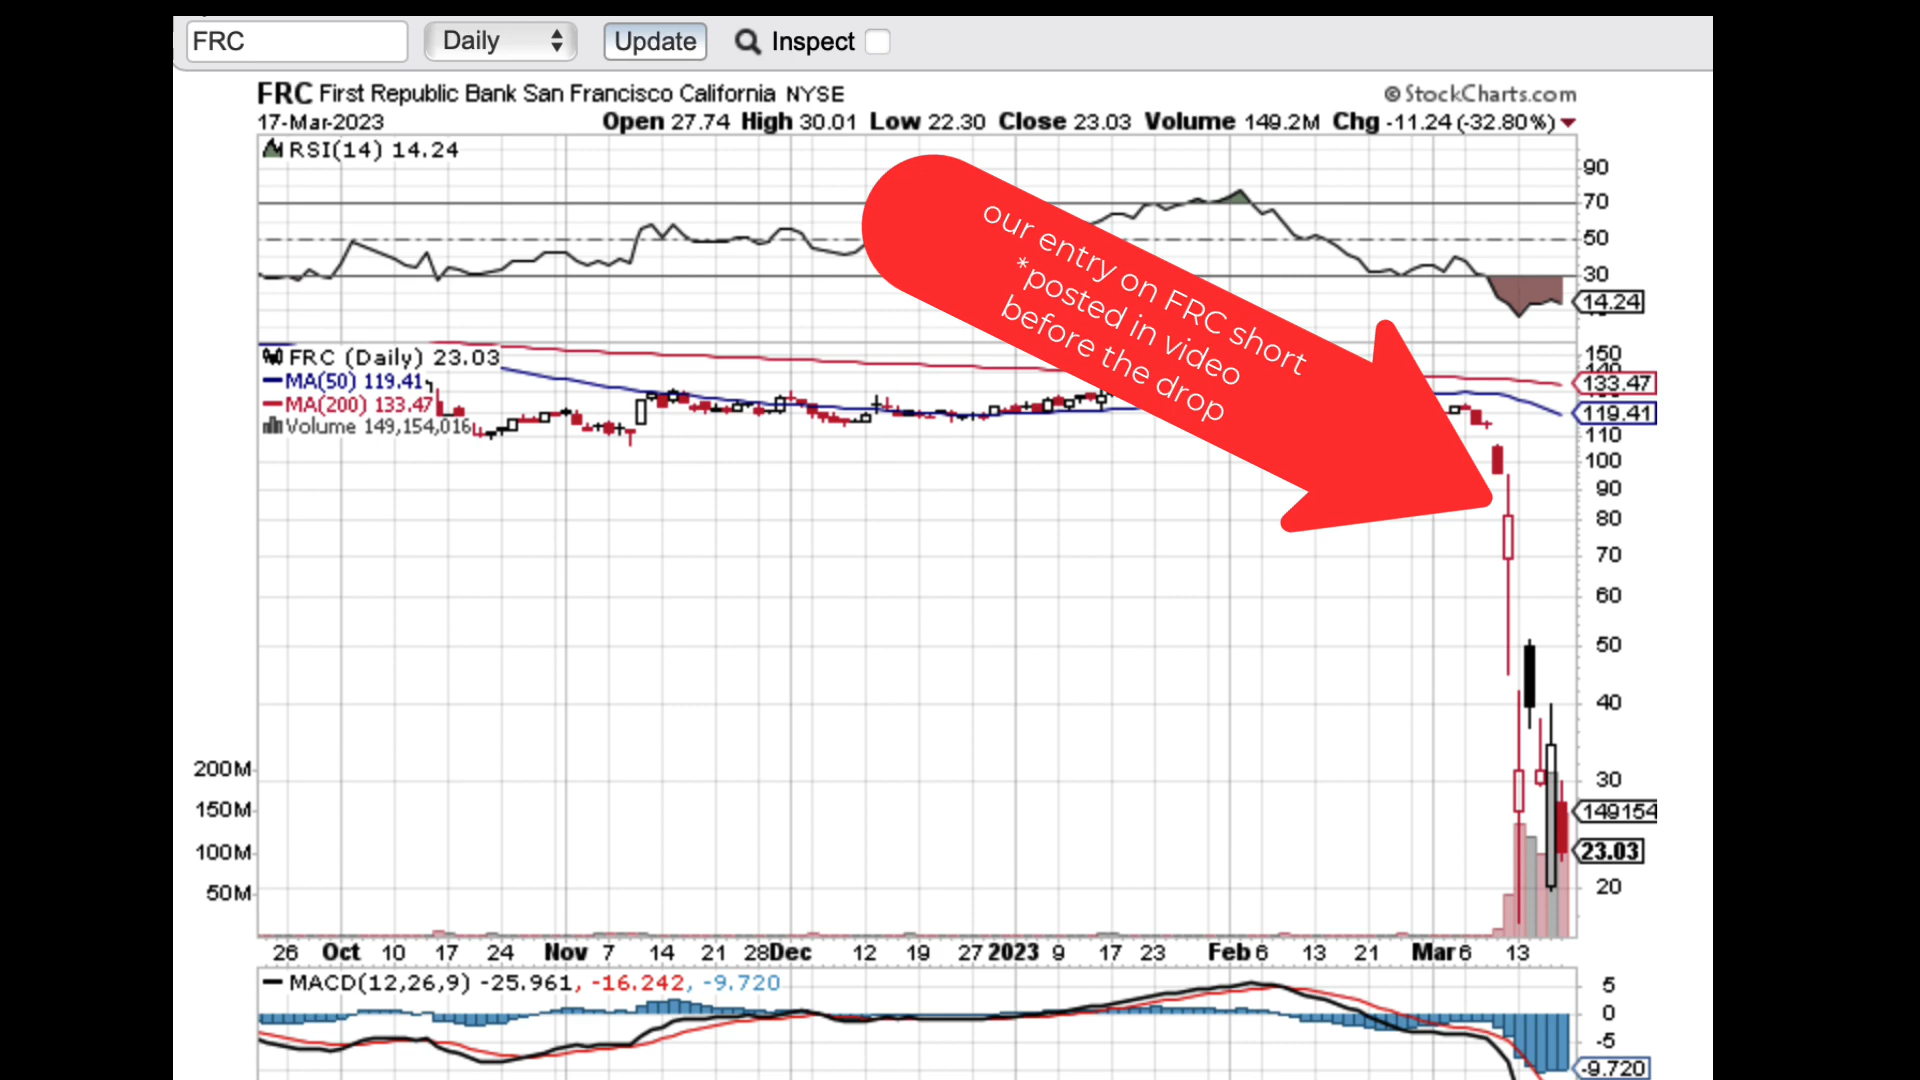 FRC Daily Update Inspect
FRC First Republic Bank San Francisco California NYSE © StockCharts.com
17-Mar-2023 Open 27.74 High 30.01 Low 22.30 Close 23.03 Volume 149.2M Chg -11.24 (-32.80%)
RSI(14) 14.24
90
70
50
30
14.24
our entry on FRC short
*posted in video
before the drop
FRC (Daily) 23.03
MA(50) 119.41
MA(200) 133.47
Volume 149,154,016
150
133.47
119.41
110
100
90
80
70
60
50
40
30
149154
23.03
20
200M
150M
100M
50M
26 Oct 10 17 24 Nov 7 14 21 28 Dec 12 19 27 2023 9 17 23 Feb 6 13 21 Mar 6 13
MACD(12,26,9) -25.961, -16.242, -9.720
5
0
-5
-9.720